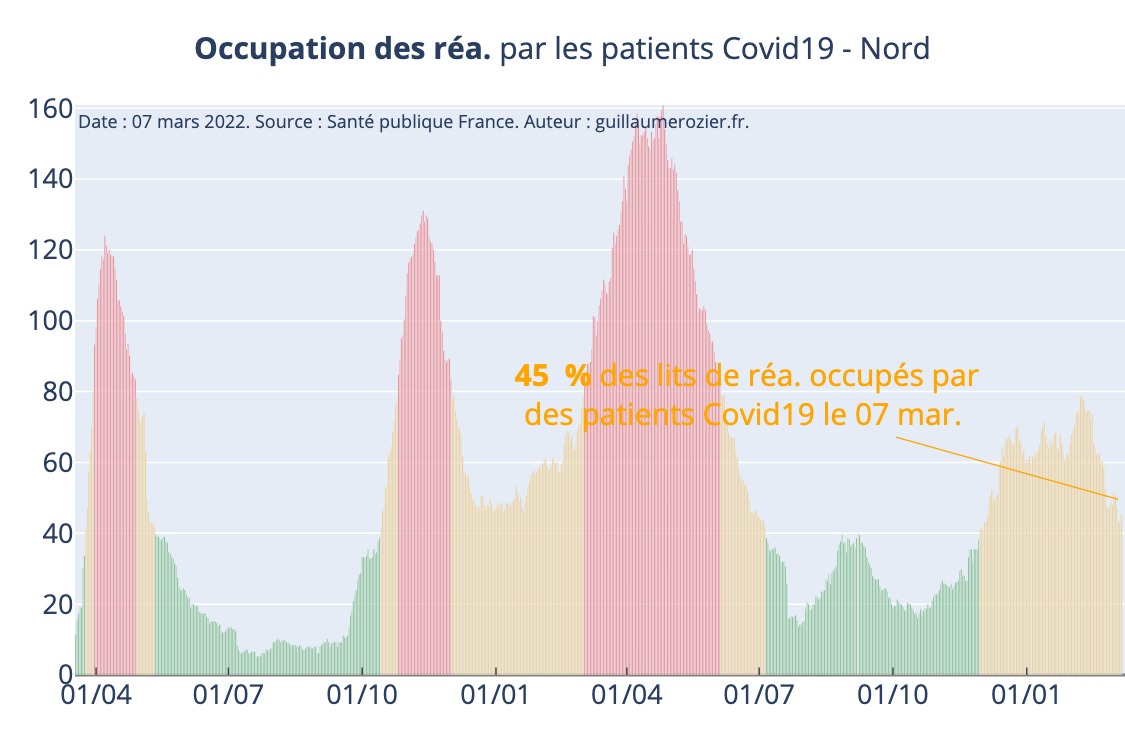 Occupation des réa. par les patients Covid19 - Nord
160
Date : 07 mars 2022. Source : Santé publique France. Auteur : guillaumerozier.fr.
140
120
100
80
45 % des lits de réa. occupés par
des patients Covid19 le 07 mar.
60
40
20
0
01/04 01/07 01/10 01/01 01/04 01/07 01/10 01/01